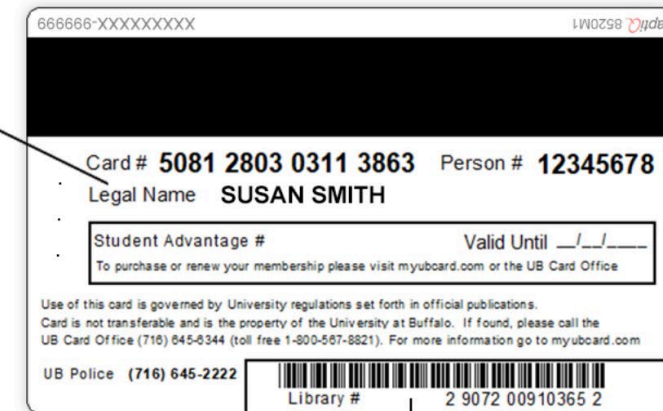 666666-XXXXXXXXX
aptiQ 8520M1
Card # 5081 2803 0311 3863 Person # 12345678
Legal Name SUSAN SMITH
Student Advantage # Valid Until __/__/____
To purchase or renew your membership please visit myubcard.com or the UB Card Office
Use of this card is governed by University regulations set forth in official publications.
Card is not transferable and is the property of the University at Buffalo. If found, please call the
UB Card Office (716) 645-6344 (toll free 1-800-567-8821). For more information go to myubcard.com
UB Police (716) 645-2222
Library # 2 9072 00910365 2